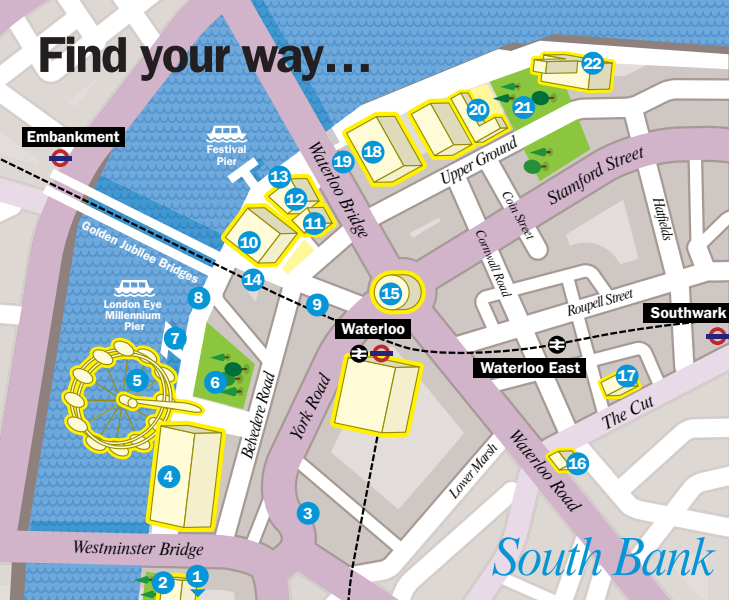 Find your way…
22
20
21
Embankment
Festival
Pier
Waterloo Bridge
19
18
Upper Ground
Stamford Street
13
12
11
10
Coin Street
Hatfields
Golden Jubilee Bridges
14
Cornwall Road
London Eye
Millennium
Pier
8
9
15
Roupell Street
Southwark
Waterloo
7
Waterloo East
5
6
17
Belvedere Road
York Road
The Cut
4
Lower Marsh
Waterloo Road
16
3
Westminster Bridge
South Bank
2
1